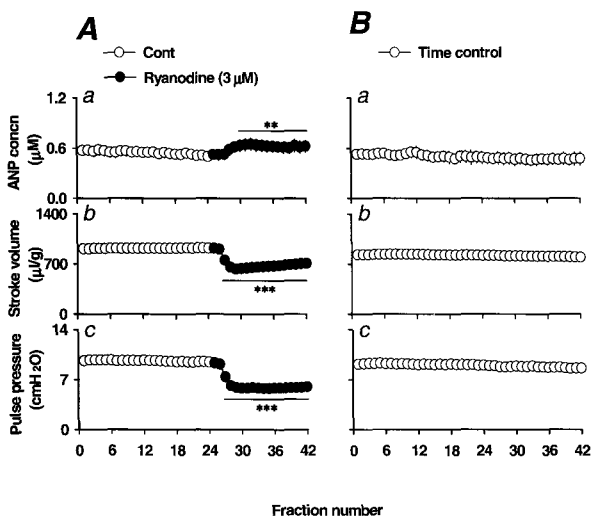 A
B
Cont
Ryanodine (3 µM)
Time control
a
1.2
0.6
0.0
ANP concn
(µM)
**
a
b
1400
700
0
Stroke volume
(µl/g)
***
b
c
14
7
0
Pulse pressure
(cmH2O)
***
c
0 6 12 18 24 30 36 42
0 6 12 18 24 30 36 42
Fraction number